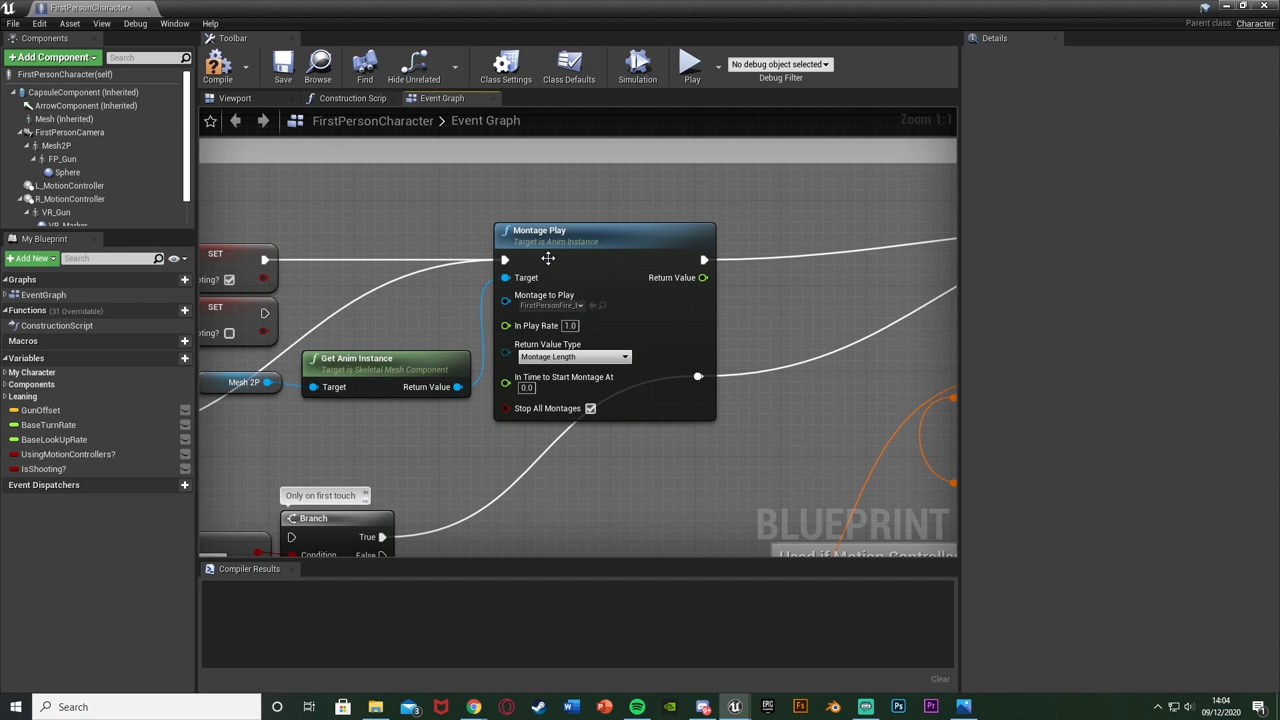 FirstPersonCharacter*
File
Edit
Asset
View
Debug
Window
Help
Parent class: Character
Components
Toolbar
Details
+Add Component
Search
FirstPersonCharacter(self)
CapsuleComponent (Inherited)
ArrowComponent (Inherited)
Mesh (Inherited)
FirstPersonCamera
Mesh2P
FP_Gun
Sphere
L_MotionController
R_MotionController
VR_Gun
Compile
Save
Browse
Find
Hide Unrelated
Class Settings
Class Defaults
Simulation
Play
No debug object selected
Debug Filter
Viewport
Construction Scrip
Event Graph
FirstPersonCharacter > Event Graph
Zoom 1:1
My Blueprint
+Add New
Search
Graphs
EventGraph
Functions (31 Overridable)
ConstructionScript
Macros
Variables
My Character
Components
Leaning
GunOffset
BaseTurnRate
BaseLookUpRate
UsingMotionControllers?
IsShooting?
Event Dispatchers
SET
oting?
SET
oting?
Mesh 2P
Get Anim Instance
Target is Skeletal Mesh Component
Target
Return Value
Montage Play
Target is Anim Instance
Target
Return Value
Montage to Play
In Play Rate 1.0
Return Value Type
Montage Length
In Time to Start Montage At
0.0
Stop All Montages
Only on first touch
Branch
True
Condition
False
BLUEPRINT
Compiler Results
Clear
Search
14:04
09/12/2020